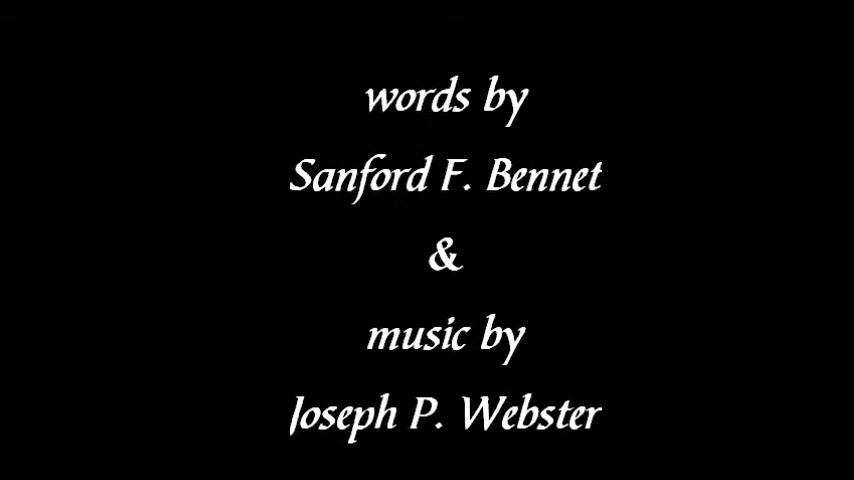 words by
Sanford F. Bennet
&
music by
Joseph P. Webster